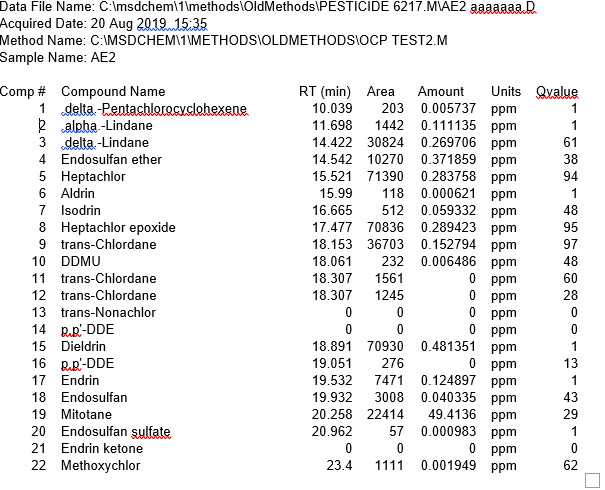 Data File Name: C:\msdchem\1\methods\OldMethods\PESTICIDE 6217.M\AE2 aaaaaaa.D
Acquired Date: 20 Aug 2019  15:35
Method Name: C:\MSDCHEM\1\METHODS\OLDMETHODS\OCP TEST2.M
Sample Name: AE2
Comp # Compound Name RT (min) Area Amount Units Qvalue
1 .delta.-Pentachlorocyclohexene 10.039 203 0.005737 ppm 1
2 .alpha.-Lindane 11.698 1442 0.111135 ppm 1
3 .delta.-Lindane 14.422 30824 0.269706 ppm 61
4 Endosulfan ether 14.542 10270 0.371859 ppm 38
5 Heptachlor 15.521 71390 0.283758 ppm 94
6 Aldrin 15.99 118 0.000621 ppm 1
7 Isodrin 16.665 512 0.059332 ppm 48
8 Heptachlor epoxide 17.477 70836 0.289423 ppm 95
9 trans-Chlordane 18.153 36703 0.152794 ppm 97
10 DDMU 18.061 232 0.006486 ppm 48
11 trans-Chlordane 18.307 1561 0 ppm 60
12 trans-Chlordane 18.307 1245 0 ppm 28
13 trans-Nonachlor 0 0 0 ppm 0
14 p,p'-DDE 0 0 0 ppm 0
15 Dieldrin 18.891 70930 0.481351 ppm 1
16 p,p'-DDE 19.051 276 0 ppm 13
17 Endrin 19.532 7471 0.124897 ppm 1
18 Endosulfan 19.932 3008 0.040335 ppm 43
19 Mitotane 20.258 22414 49.4136 ppm 29
20 Endosulfan sulfate 20.962 57 0.000983 ppm 1
21 Endrin ketone 0 0 0 ppm 0
22 Methoxychlor 23.4 1111 0.001949 ppm 62